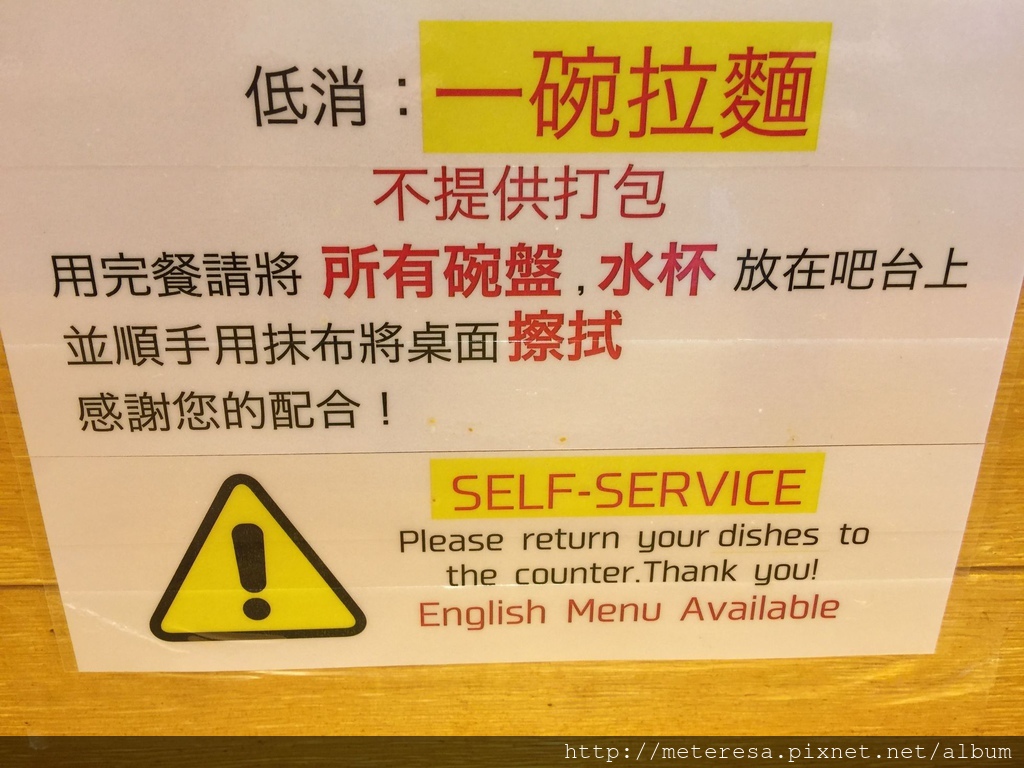 低消：一碗拉麵
不提供打包
用完餐請將 所有碗盤,水杯 放在吧台上
並順手用抹布將桌面擦拭
感謝您的配合！
SELF-SERVICE
Please return your dishes to
the counter.Thank you!
English Menu Available
http://meteresa.pixnet.net/album